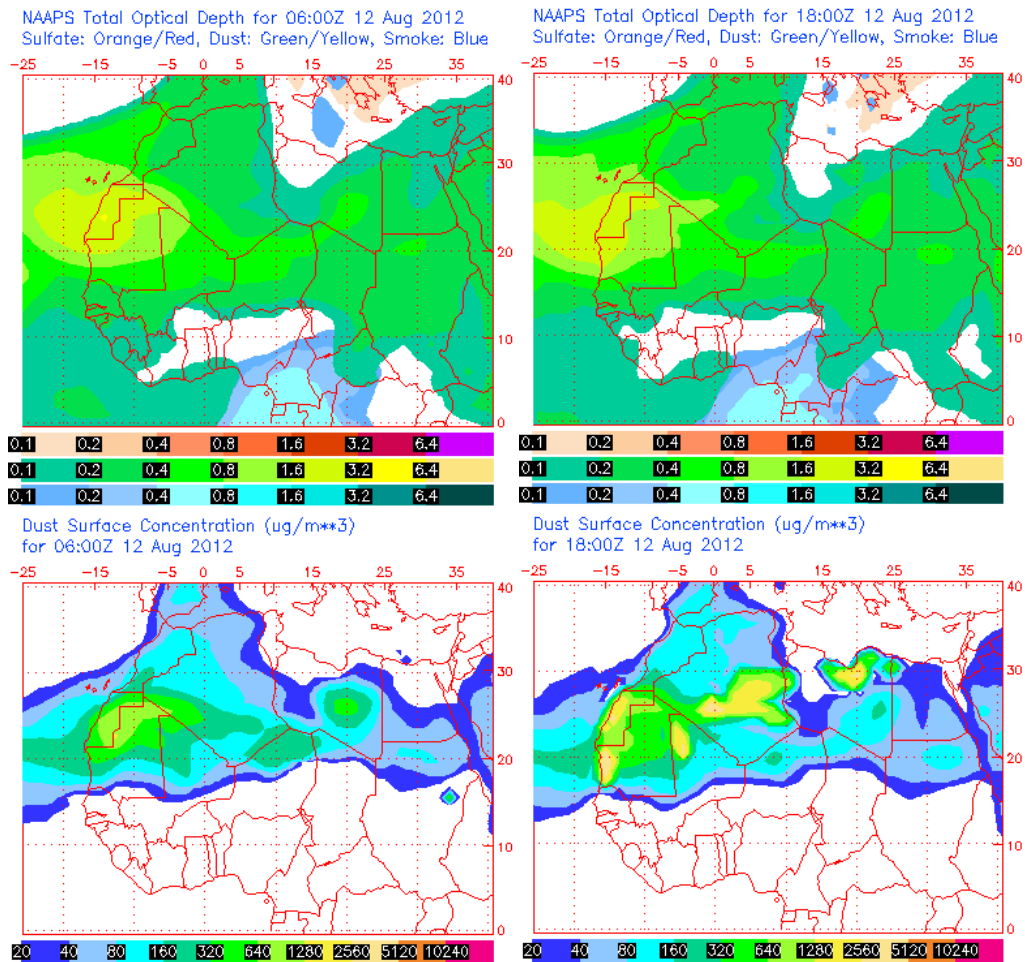 NAAPS Total Optical Depth for 06:00Z 12 Aug 2012
Sulfate: Orange/Red, Dust: Green/Yellow, Smoke: Blue
-25 -15 -5 0 5 15 25 35
40
30
20
10
0
0.1 0.2 0.4 0.8 1.6 3.2 6.4
0.1 0.2 0.4 0.8 1.6 3.2 6.4
0.1 0.2 0.4 0.8 1.6 3.2 6.4
NAAPS Total Optical Depth for 18:00Z 12 Aug 2012
Sulfate: Orange/Red, Dust: Green/Yellow, Smoke: Blue
-25 -15 -5 0 5 15 25 35
40
30
20
10
0
0.1 0.2 0.4 0.8 1.6 3.2 6.4
0.1 0.2 0.4 0.8 1.6 3.2 6.4
0.1 0.2 0.4 0.8 1.6 3.2 6.4
Dust Surface Concentration (ug/m**3)
for 06:00Z 12 Aug 2012
-25 -15 -5 0 5 15 25 35
40
30
20
10
0
20 40 80 160 320 640 1280 2560 5120 10240
Dust Surface Concentration (ug/m**3)
for 18:00Z 12 Aug 2012
-25 -15 -5 0 5 15 25 35
40
30
20
10
0
20 40 80 160 320 640 1280 2560 5120 10240